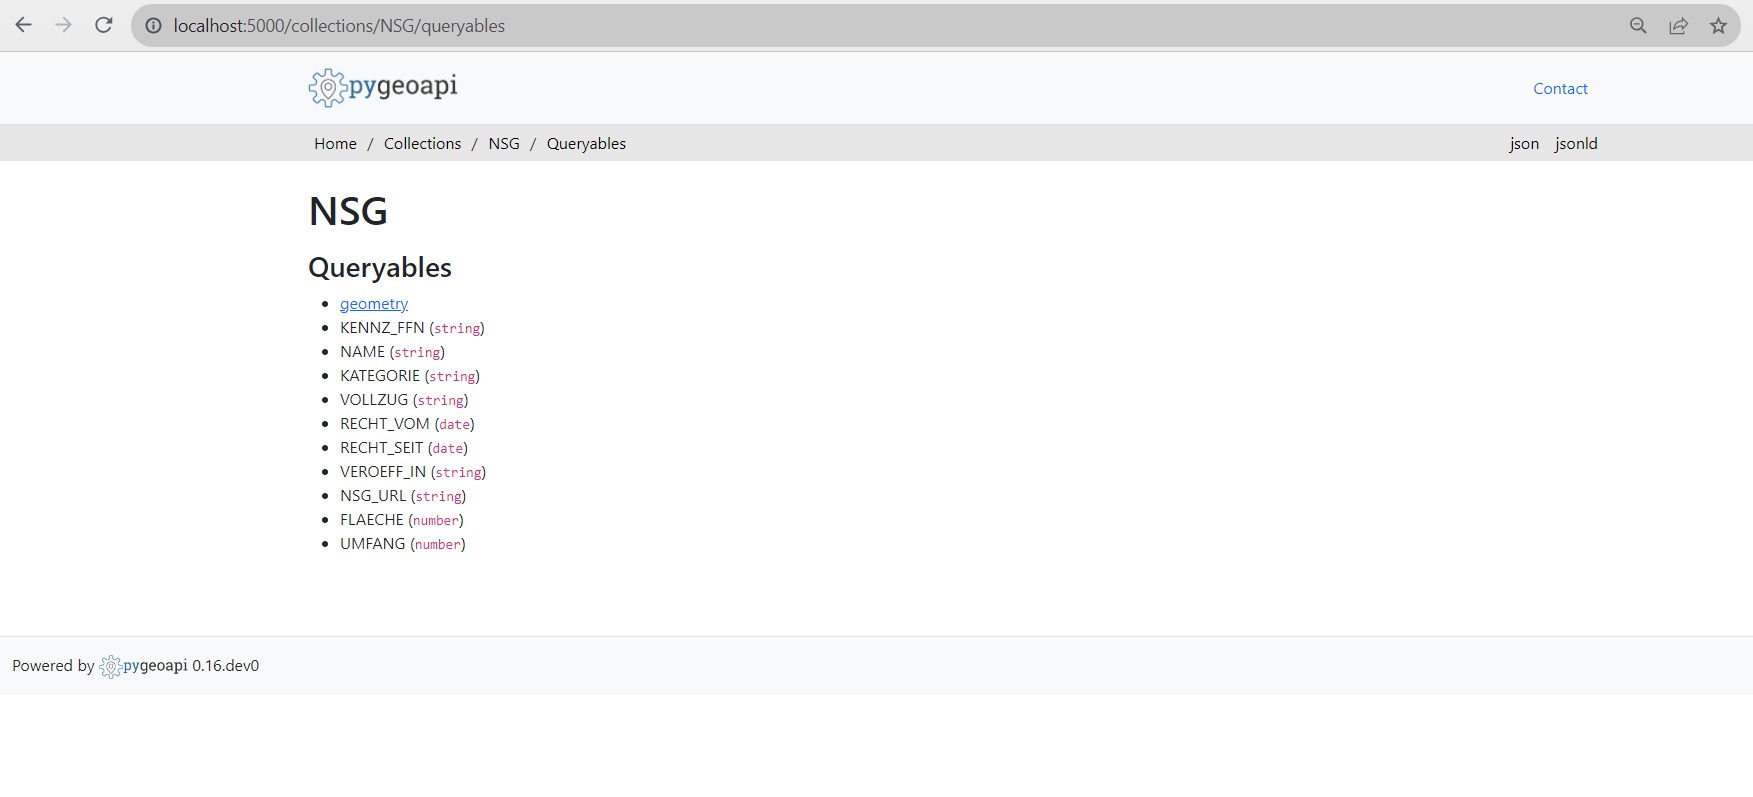 localhost:5000/collections/NSG/queryables
pygeoapi
Contact
Home / Collections / NSG / Queryables
json jsonld
NSG
Queryables
geometry
KENNZ_FFN (string)
NAME (string)
KATEGORIE (string)
VOLLZUG (string)
RECHT_VOM (date)
RECHT_SEIT (date)
VEROEFF_IN (string)
NSG_URL (string)
FLAECHE (number)
UMFANG (number)
Powered by pygeoapi 0.16.dev0